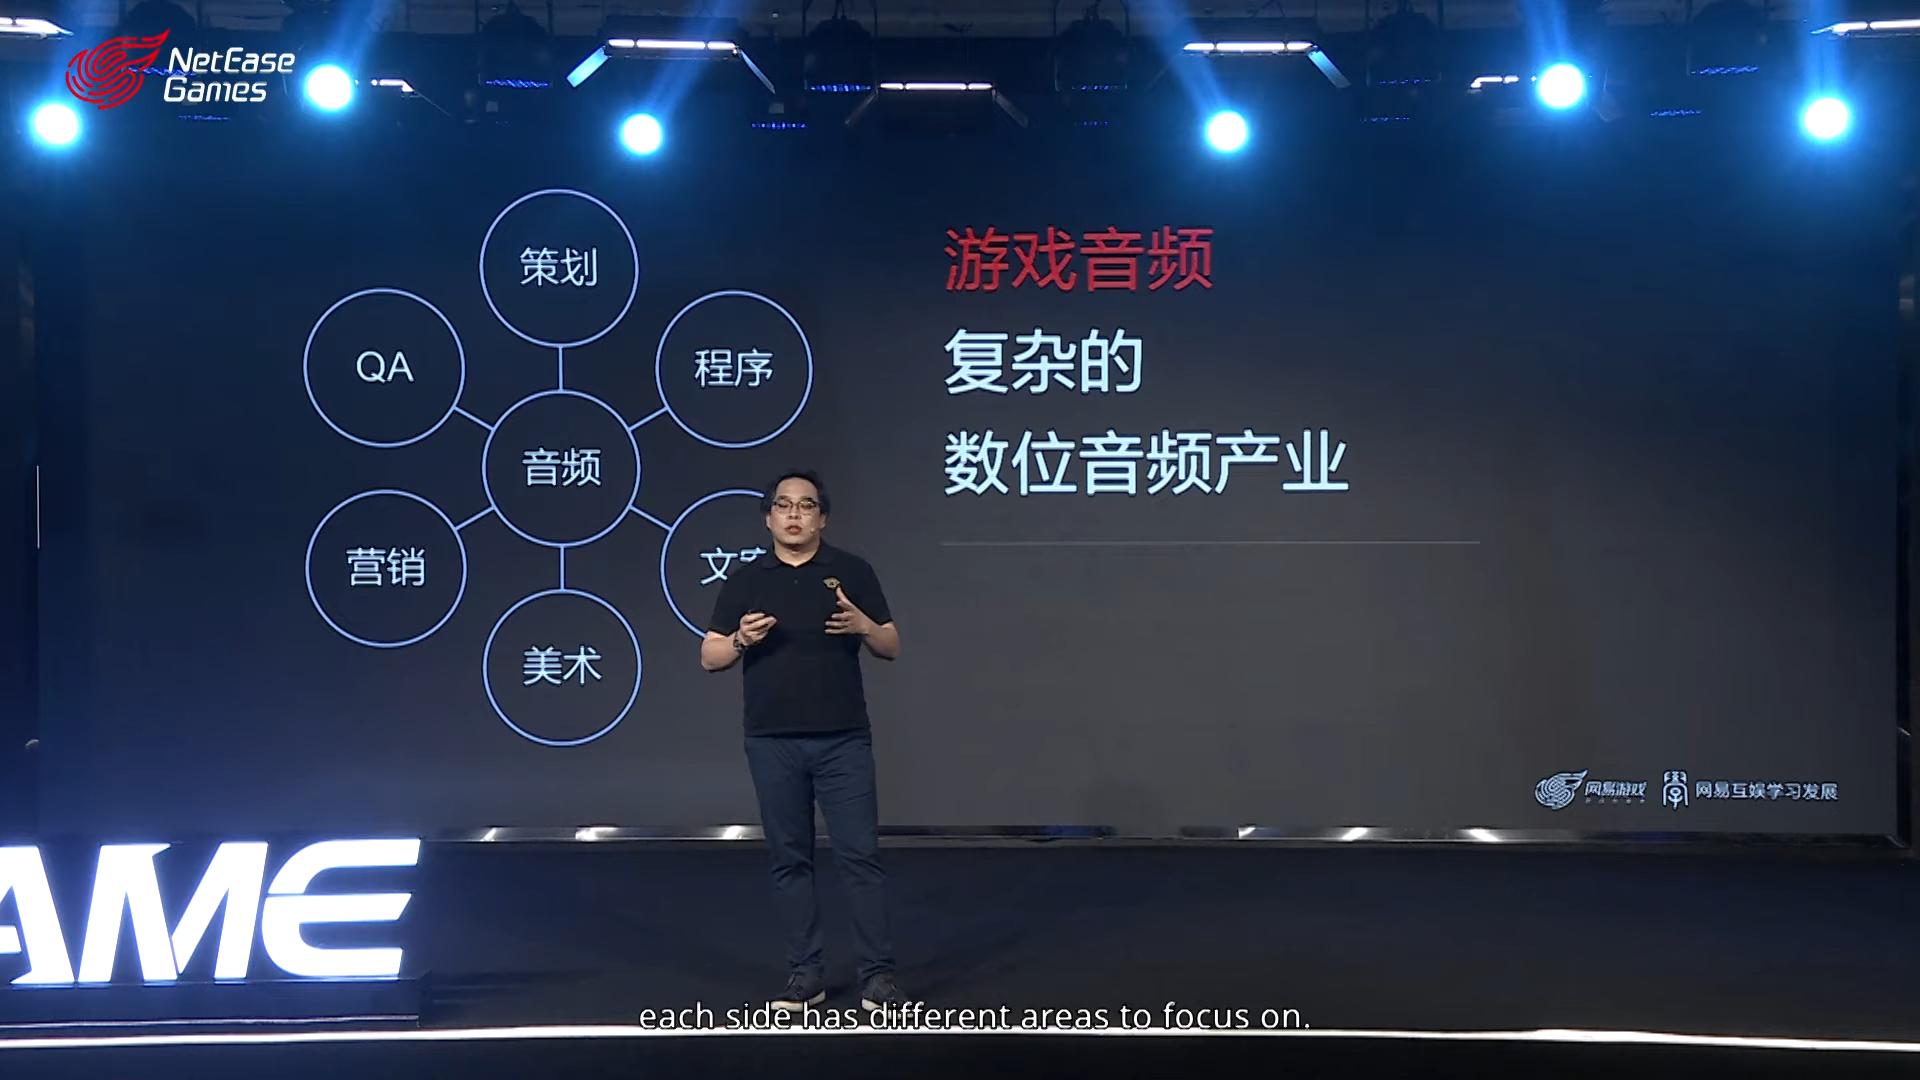 NetEase
Games
策划
QA
程序
音频
营销
文
美术
游戏音频
复杂的
数位音频产业
网易游戏
网易互娱学习发展
AME
each side has different areas to focus on.